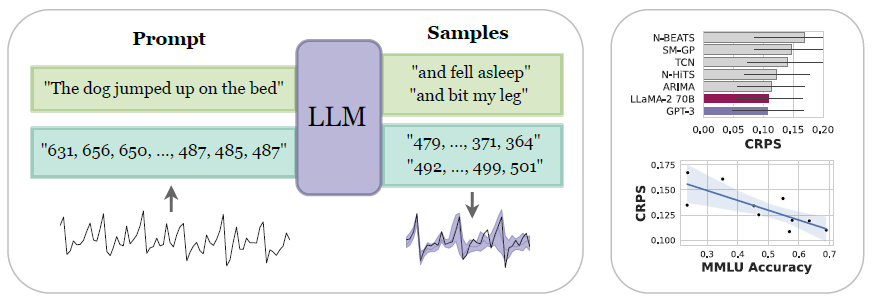 Prompt
Samples
"The dog jumped up on the bed"
LLM
"and fell asleep"
"and bit my leg"
"631, 656, 650, ..., 487, 485, 487"
"479, ..., 371, 364"
"492, ..., 499, 501"
N-BEATS
SM-GP
TCN
N-HiTS
ARIMA
LLaMA-2 70B
GPT-3
0.00 0.05 0.10 0.15 0.20
CRPS
CRPS
0.175
0.150
0.125
0.100
0.3 0.4 0.5 0.6 0.7
MMLU Accuracy